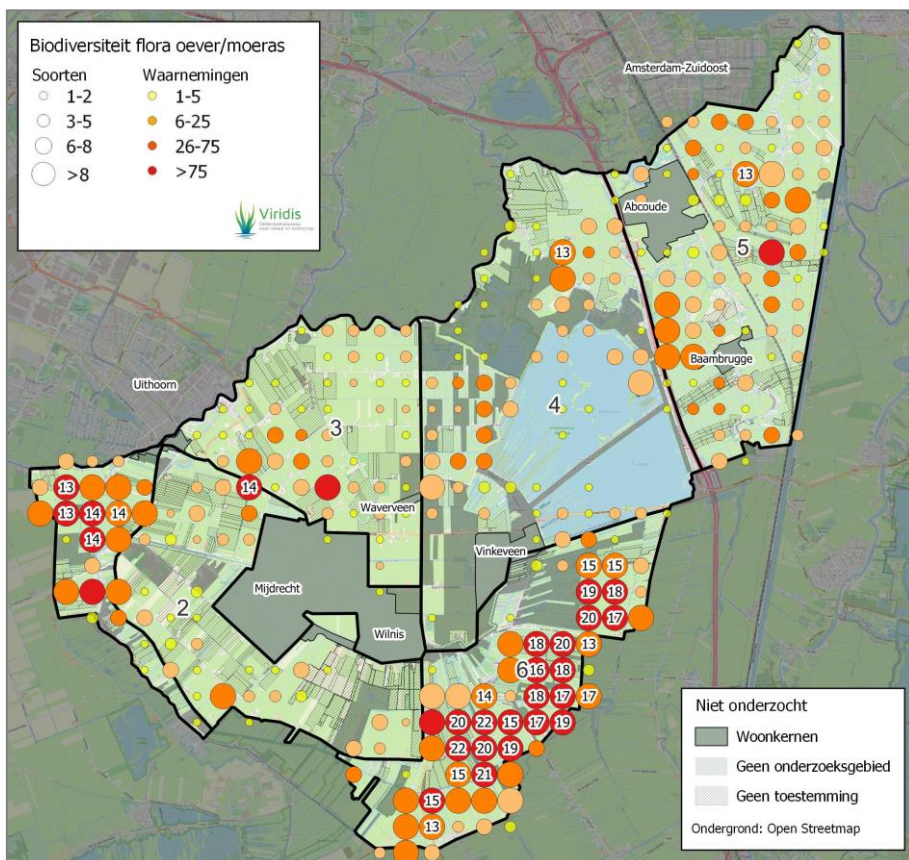 Biodiversiteit flora oever/moeras
Soorten Waarnemingen
1-2 1-5
3-5 6-25
6-8 26-75
>8 >75
Viridis
Amsterdam-Zuidoost
13
Abcoude
13
5
Baambrugge
Uithoorn
4
3
13
14
Waverveen
13 14 14
14
Vinkeveen
15 15
Mijdrecht
19 18
2
20 17
Wilnis
18 20 13
6 16 18
14 18 17 17
20 22 15 17 19
22 20 19
15 21
15
13
Niet onderzocht
Woonkernen
Geen onderzoeksgebied
Geen toestemming
Ondergrond: Open Streetmap